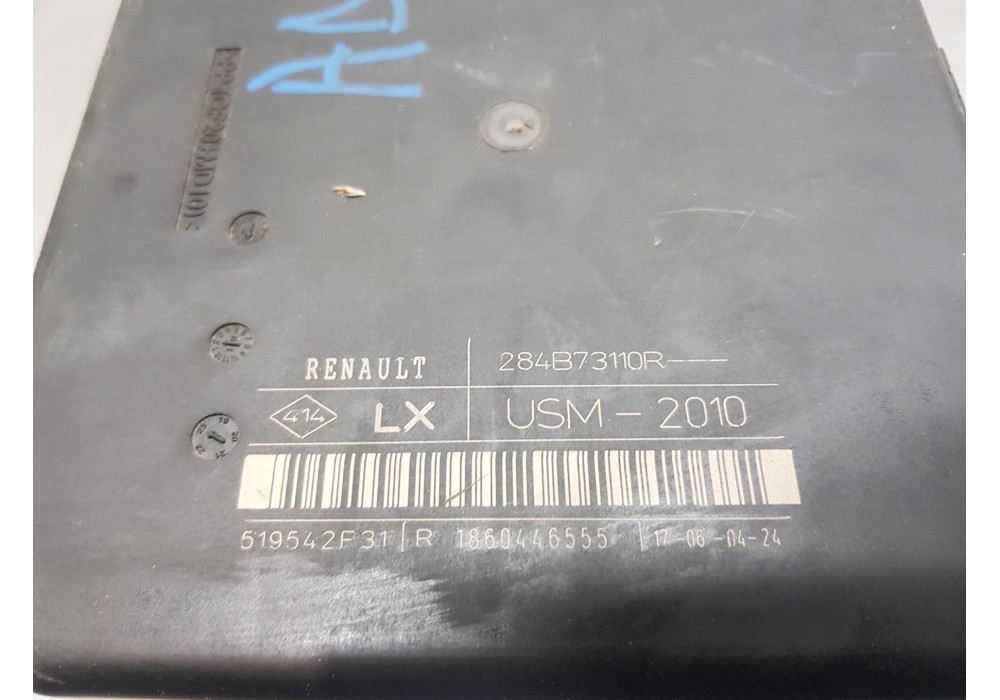 RENAULT 284B73110R---
414 LX USM-2010
519542F31 R 1860446555 17-06-04-24